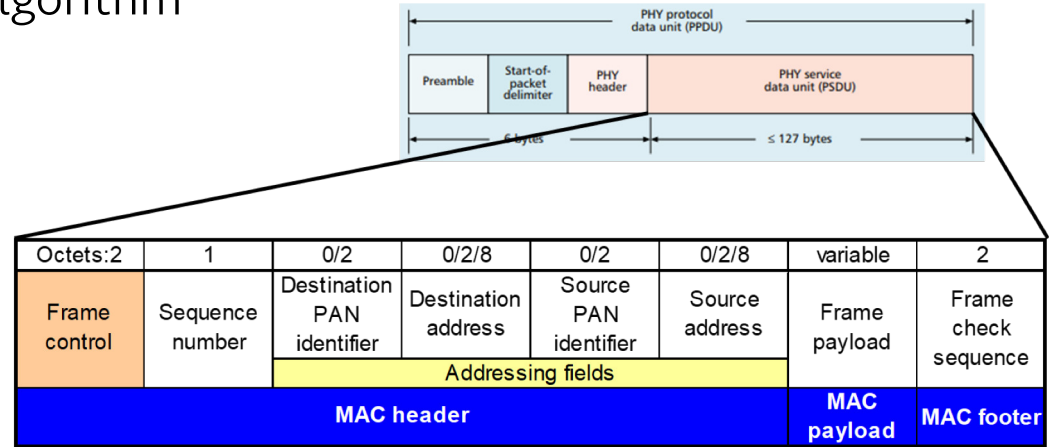 lgorithm
PHY protocol
data unit (PPDU)
Preamble
Start-of-
packet
delimiter
PHY
header
PHY service
data unit (PSDU)
6 bytes
≤ 127 bytes
Octets:2 1 0/2 0/2/8 0/2 0/2/8 variable 2
Frame
control
Sequence
number
Destination
PAN
identifier
Destination
address
Source
PAN
identifier
Source
address
Frame
payload
Frame
check
sequence
Addressing fields
MAC header
MAC
payload
MAC footer